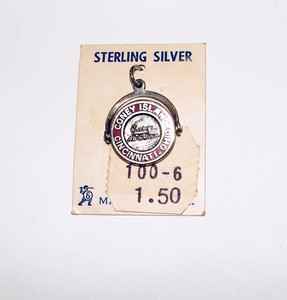 STERLING SILVER
CONEY ISLAND
CINCINNATI, OHIO
100-6
1.50